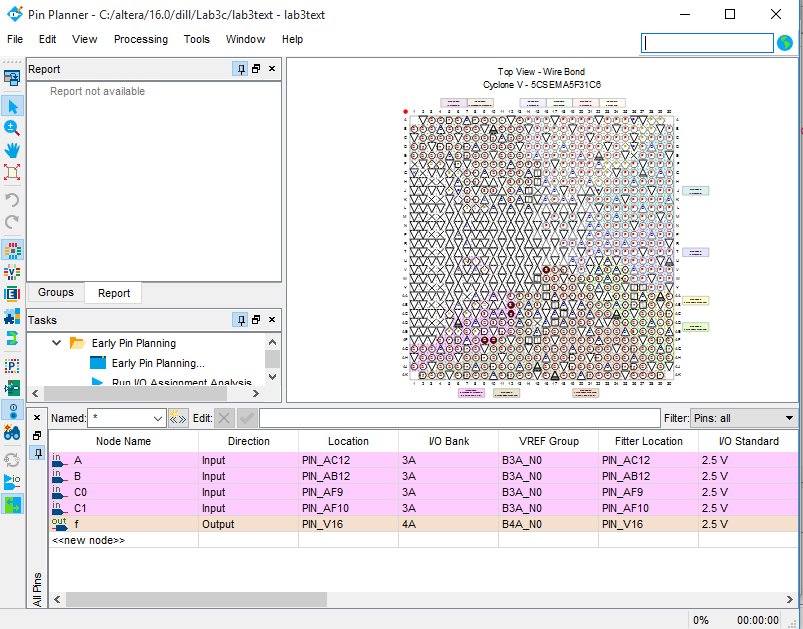 Pin Planner - C:/altera/16.0/dill/Lab3c/lab3text - lab3text
File Edit View Processing Tools Window Help
Report
Report not available
Groups Report
Tasks
Early Pin Planning
Early Pin Planning...
Run I/O Assignment Analysis
Top View - Wire Bond
Cyclone V - 5CSEMA5F31C6
Named: * Edit: Filter: Pins: all
Node Name Direction Location I/O Bank VREF Group Fitter Location I/O Standard
in A Input PIN_AC12 3A B3A_N0 PIN_AC12 2.5 V
in B Input PIN_AB12 3A B3A_N0 PIN_AB12 2.5 V
in C0 Input PIN_AF9 3A B3A_N0 PIN_AF9 2.5 V
in C1 Input PIN_AF10 3A B3A_N0 PIN_AF10 2.5 V
out f Output PIN_V16 4A B4A_N0 PIN_V16 2.5 V
<<new node>>
All Pins
0% 00:00:00